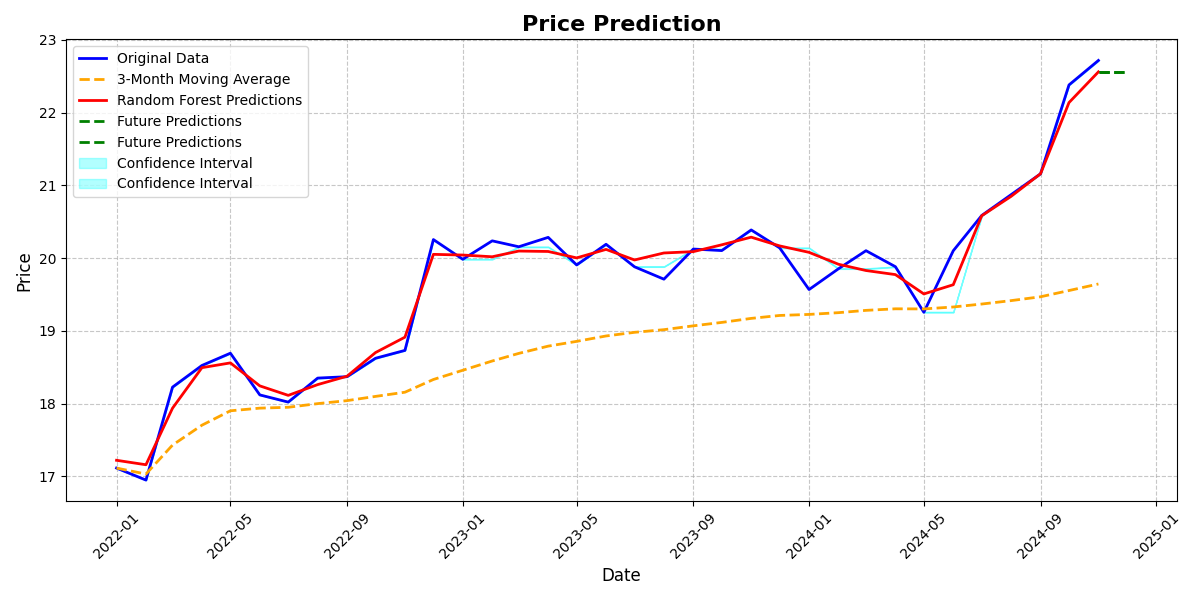 Price Prediction
23
22
21
20
19
18
17
Price
Original Data
3-Month Moving Average
Random Forest Predictions
Future Predictions
Future Predictions
Confidence Interval
Confidence Interval
2022-01
2022-05
2022-09
2023-01
2023-05
2023-09
2024-01
2024-05
2024-09
2025-01
Date